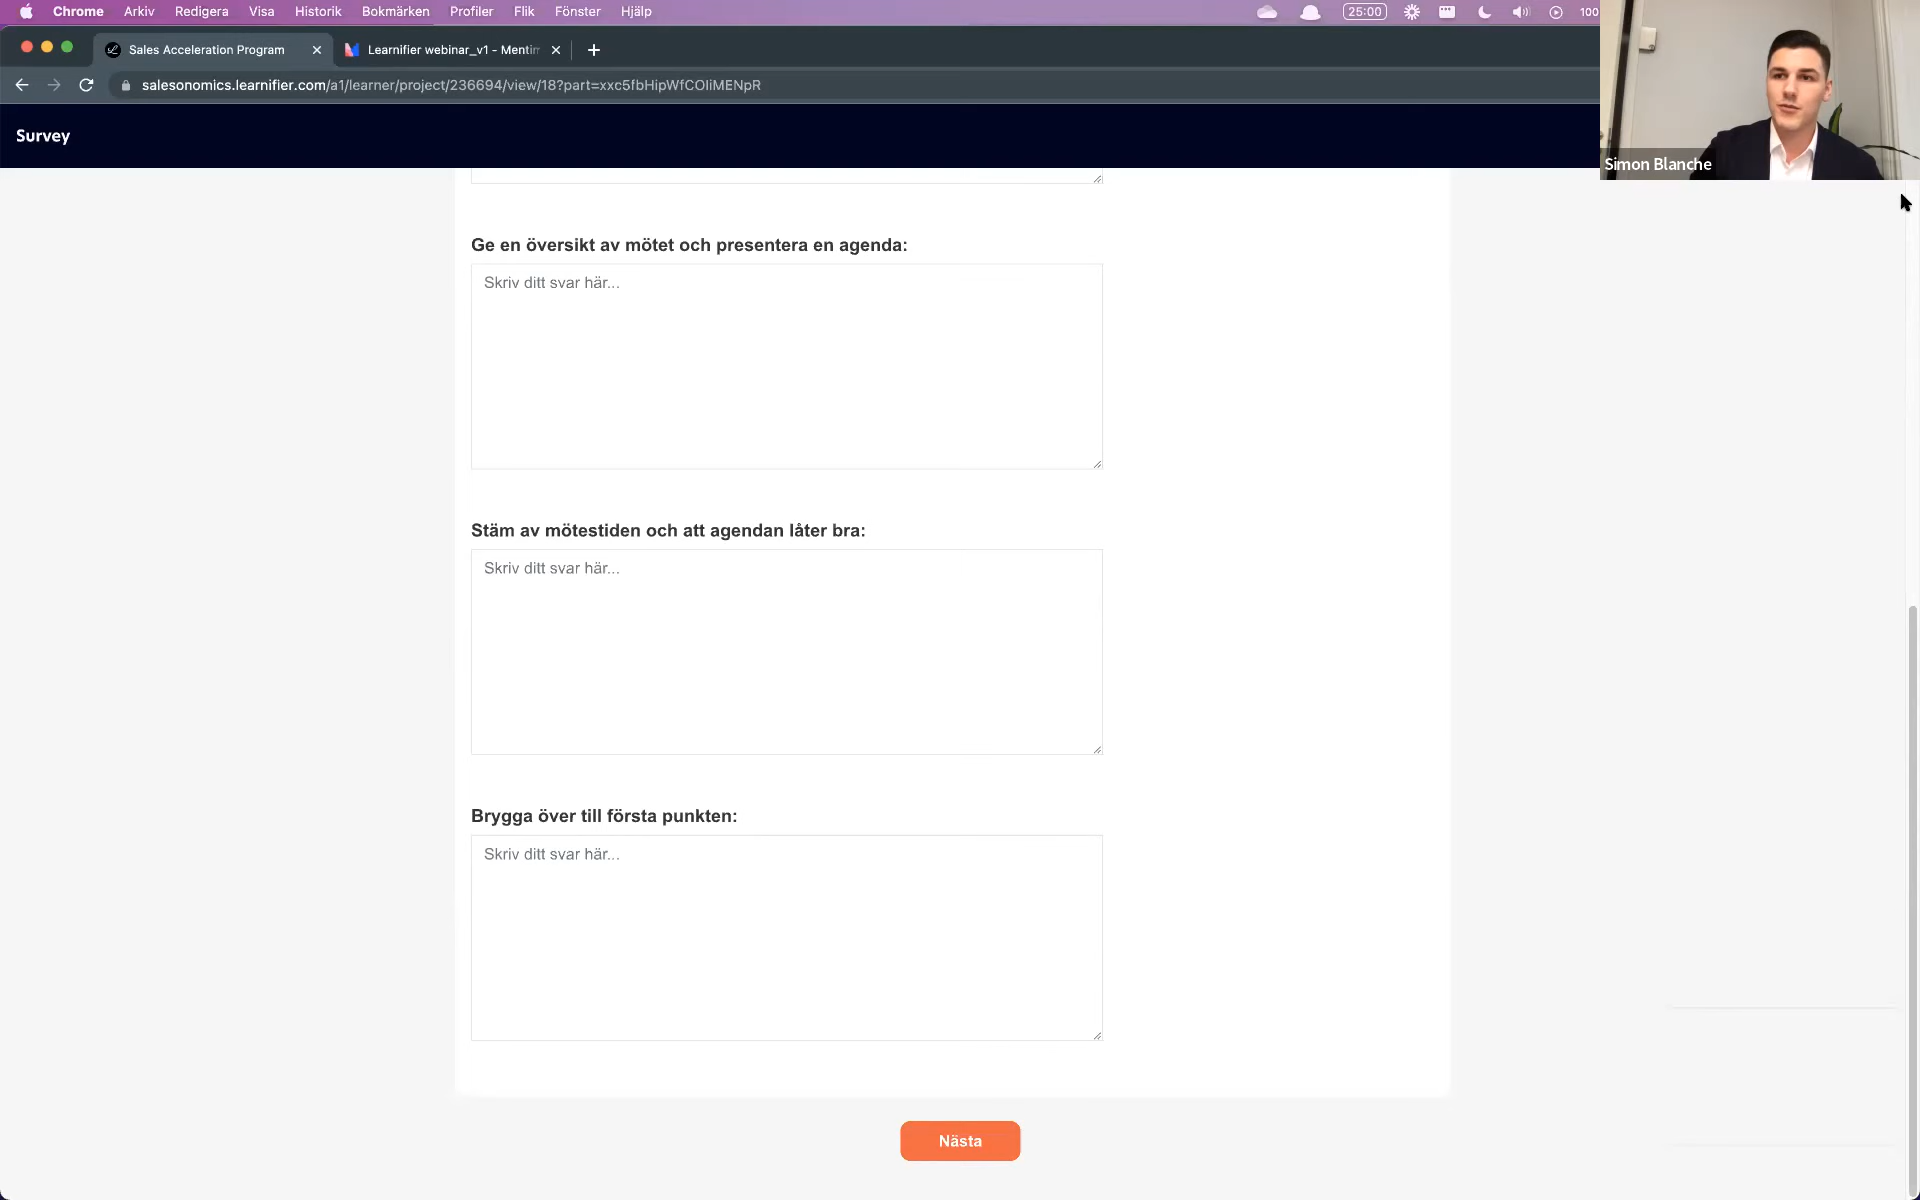 Chrome Arkiv Redigera Visa Historik Bokmärken Profiler Flik Fönster Hjälp 25:00 100
Sales Acceleration Program Learnifier webinar_v1 - Mentim
salesonomics.learnifier.com/a1/learner/project/236694/view/18?part=xxc5fbHipWfCOIiMENpR
Survey
Simon Blanche
Ge en översikt av mötet och presentera en agenda:
Skriv ditt svar här...
Stäm av mötestiden och att agendan låter bra:
Skriv ditt svar här...
Brygga över till första punkten:
Skriv ditt svar här...
Nästa